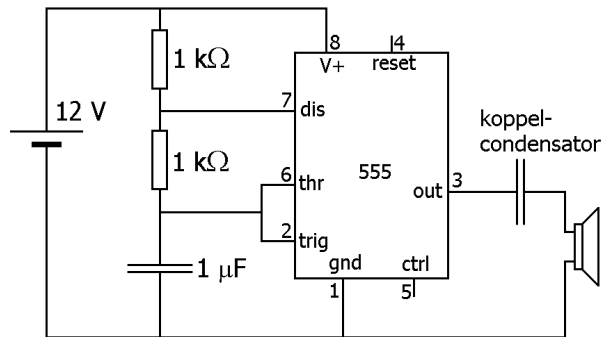 8
4
V+
reset
1 kΩ
7
dis
12 V
koppel-
condensator
1 kΩ
6
thr
555
out
3
2
trig
1 μF
gnd
ctrl
1
5